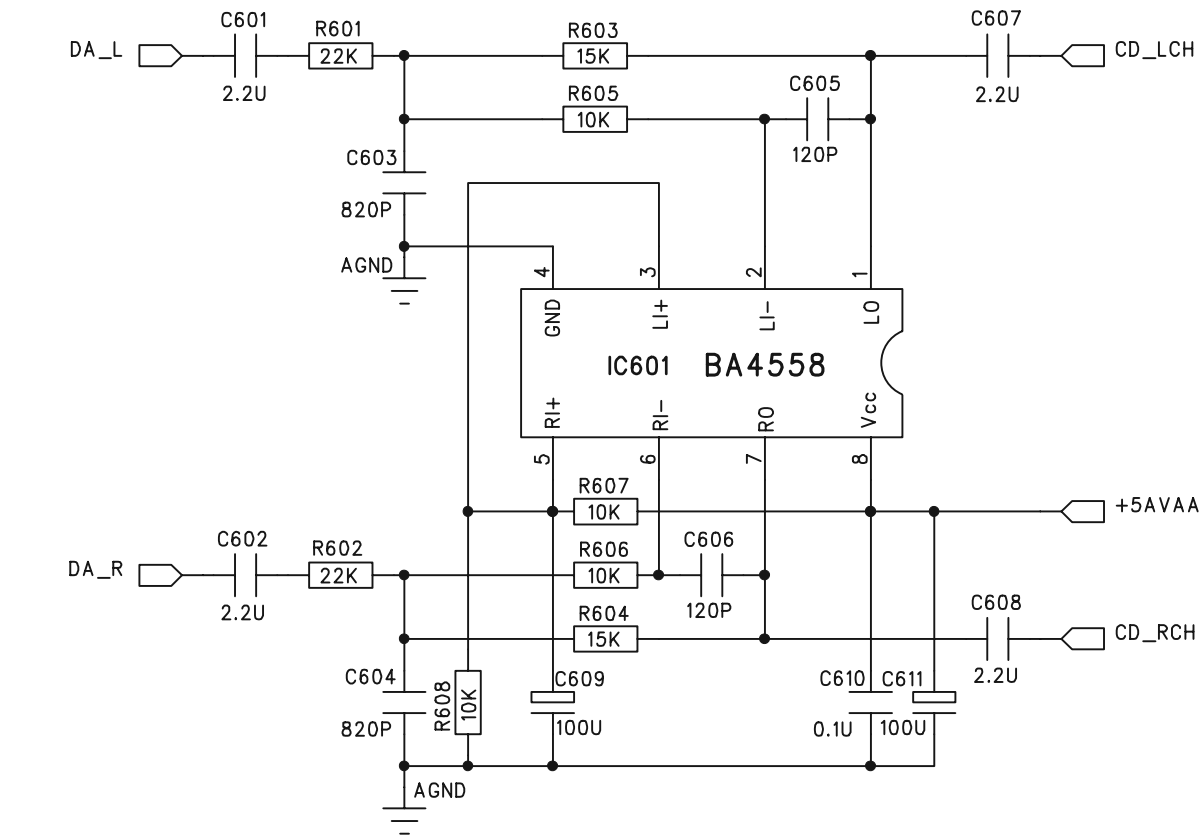 C601
R601
R603
C607
DA_L
22K
15K
CD_LCH
2.2U
R605
C605
2.2U
10K
120P
C603
820P
AGND
4
3
2
1
GND
LI+
LI-
LO
IC601
BA4558
RI+
RI-
RO
Vcc
5
6
7
8
R607
10K
+5AVAA
C602
R602
R606
C606
DA_R
22K
10K
2.2U
120P
R604
C608
15K
CD_RCH
2.2U
C604
R608
10K
C609
C610
C611
820P
100U
0.1U
100U
AGND